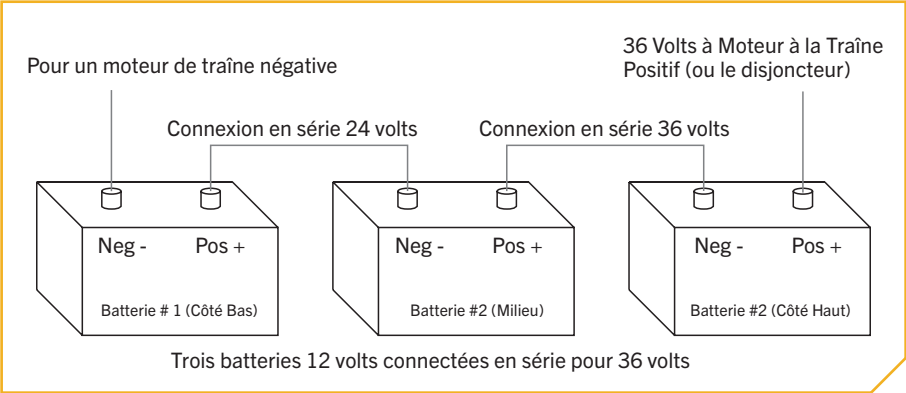 36 Volts à Moteur à la Traîne
Positif (ou le disjoncteur)
Pour un moteur de traîne négative
Connexion en série 24 volts
Connexion en série 36 volts
Neg -
Pos +
Neg -
Pos +
Neg -
Pos +
Batterie # 1 (Côté Bas)
Batterie #2 (Milieu)
Batterie #2 (Côté Haut)
Trois batteries 12 volts connectées en série pour 36 volts